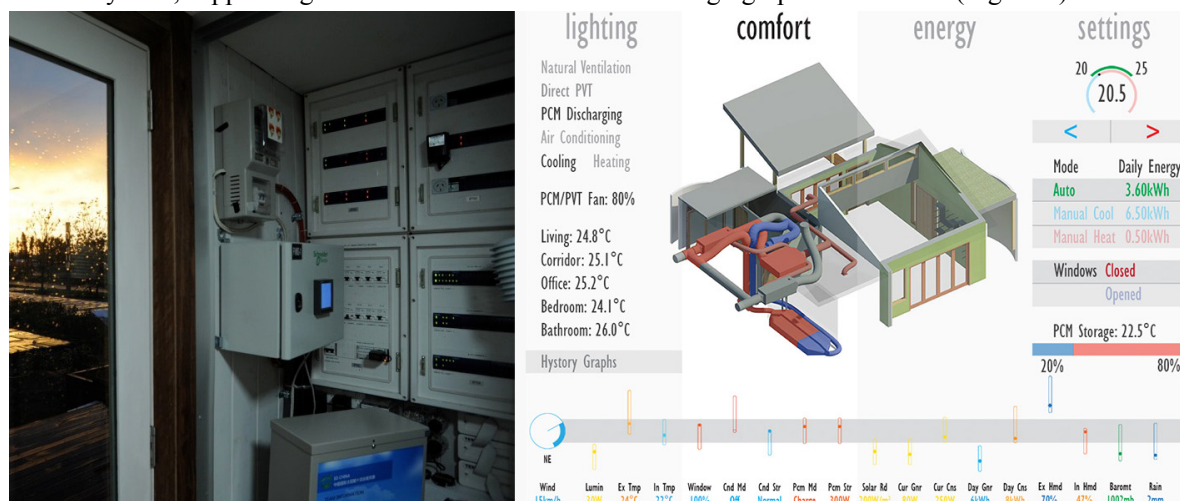 lighting comfort energy settings
Natural Ventilation
Direct PVT
PCM Discharging
Air Conditioning
Cooling Heating
PCM/PVT Fan: 80%
Living: 24.8°C
Corridor: 25.1°C
Office: 25.2°C
Bedroom: 24.1°C
Bathroom: 26.0°C
Hystory Graphs
20 25
20.5
< >
Mode Daily Energy
Auto 3.60kWh
Manual Cool 6.50kWh
Manual Heat 0.50kWh
Windows Closed
Opened
PCM Storage: 22.5°C
20% 80%
NE
Wind Lumin Ex Tmp In Tmp Window Cnd Md Cnd Str Pcm Md Pcm Str Solar Rd Cur Gnr Cur Cns Day Gnr Day Cns Ex Hmd In Hmd Baromt Rain